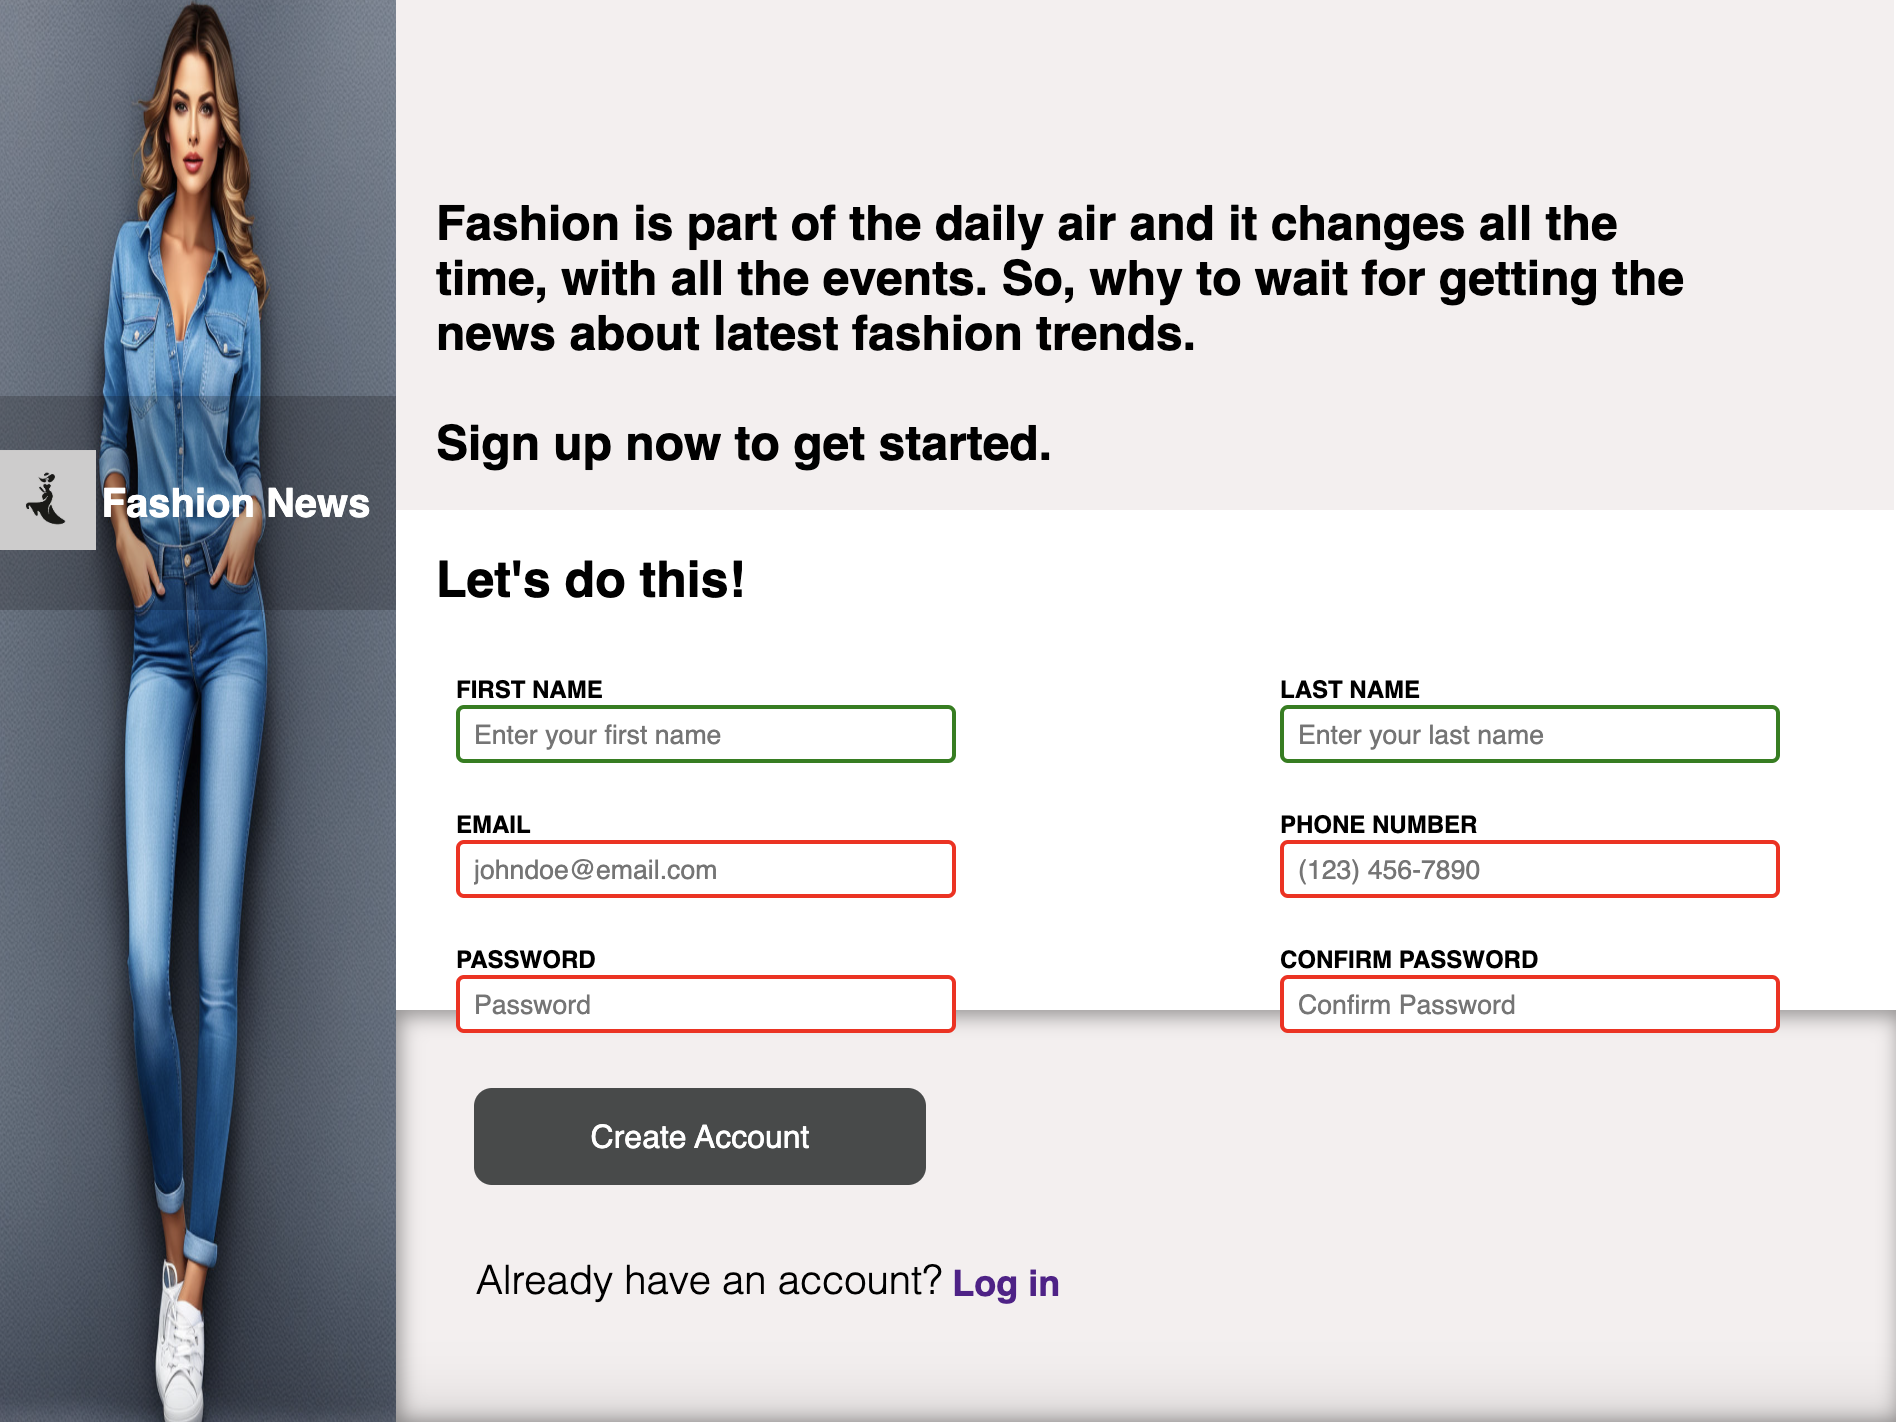 Fashion News
Fashion is part of the daily air and it changes all the
time, with all the events. So, why to wait for getting the
news about latest fashion trends.
Sign up now to get started.
Let's do this!
FIRST NAME
Enter your first name
LAST NAME
Enter your last name
EMAIL
johndoe@email.com
PHONE NUMBER
(123) 456-7890
PASSWORD
Password
CONFIRM PASSWORD
Confirm Password
Create Account
Already have an account? Log in